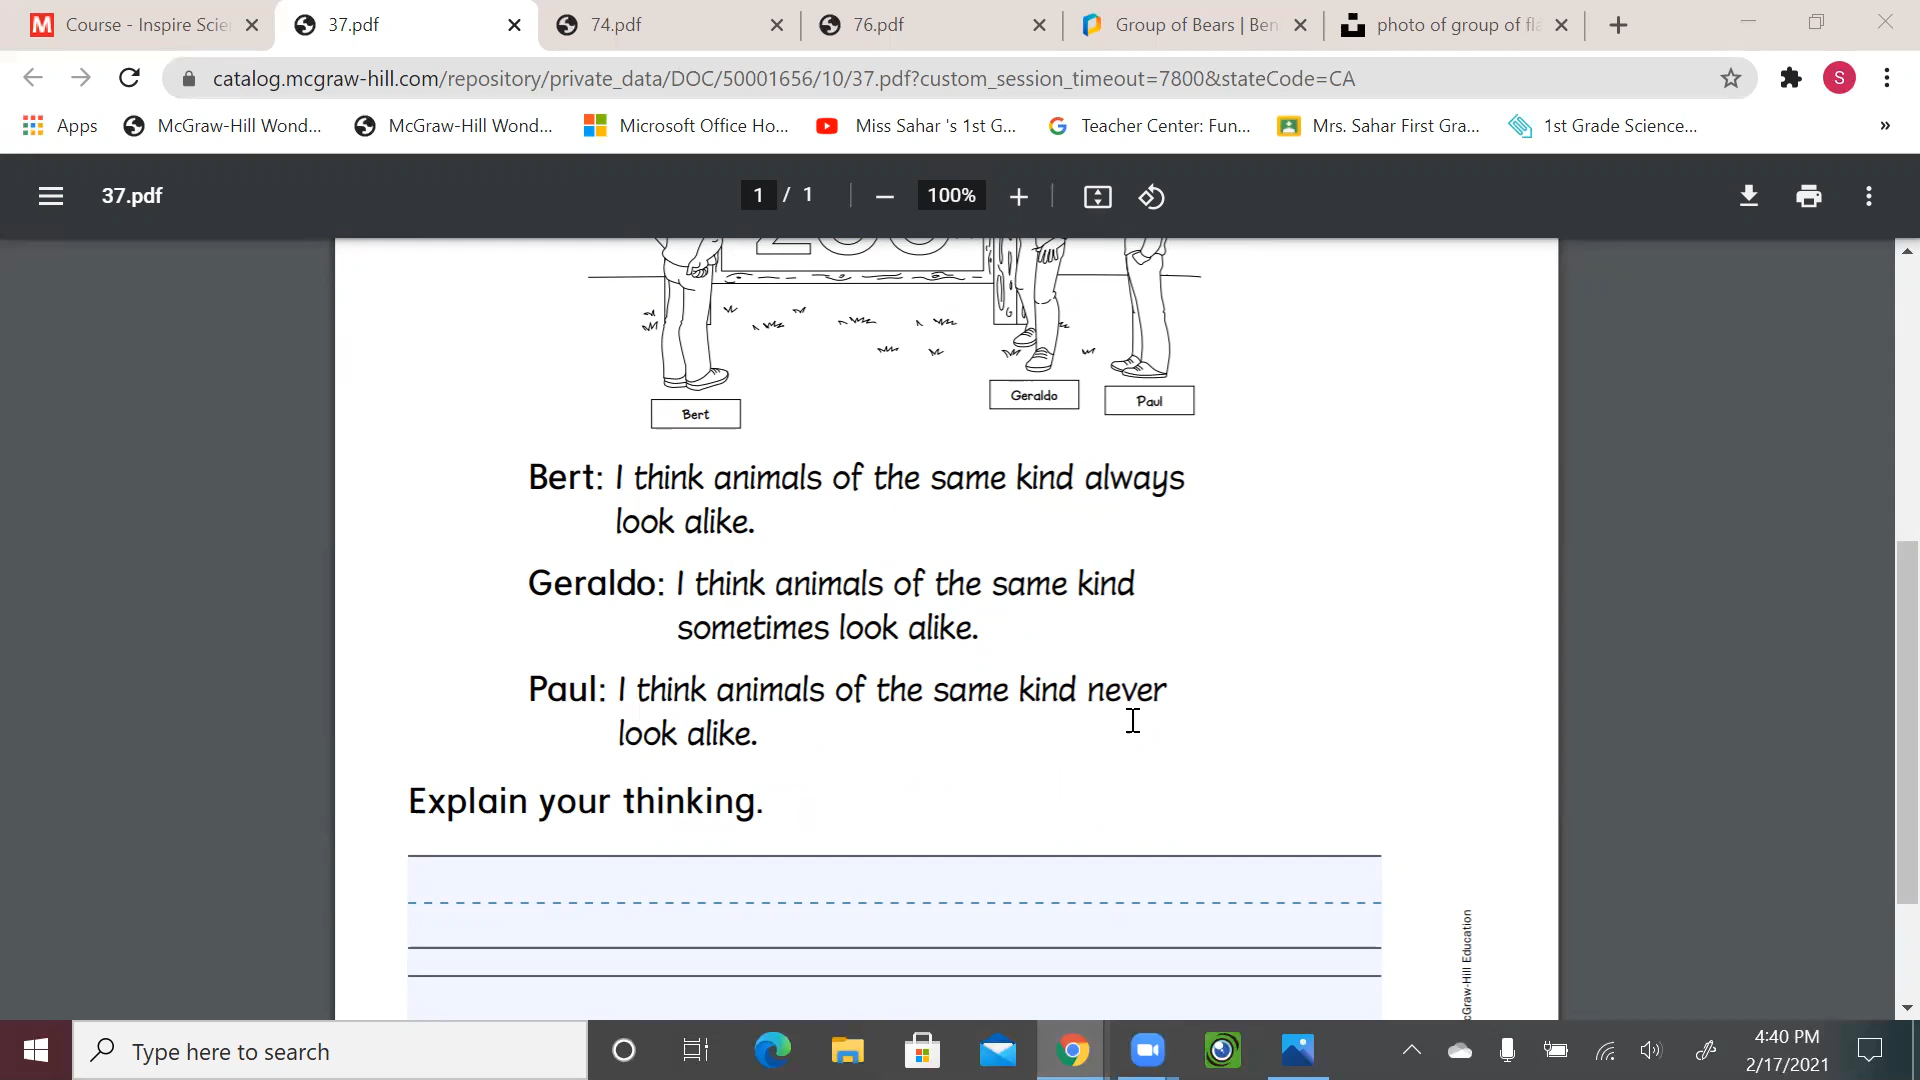 Course - Inspire Scie
37.pdf
74.pdf
76.pdf
Group of Bears | Ben
photo of group of fla
catalog.mcgraw-hill.com/repository/private_data/DOC/50001656/10/37.pdf?custom_session_timeout=7800&stateCode=CA
S
Apps
McGraw-Hill Wond...
McGraw-Hill Wond...
Microsoft Office Ho...
Miss Sahar 's 1st G...
Teacher Center: Fun...
Mrs. Sahar First Gra...
1st Grade Science...
»
37.pdf
1 / 1
100%
Bert
Geraldo
Paul
Bert: I think animals of the same kind always
look alike.
Geraldo: I think animals of the same kind
sometimes look alike.
Paul: I think animals of the same kind never
look alike.
Explain your thinking.
cGraw-Hill Education
Type here to search
4:40 PM
2/17/2021